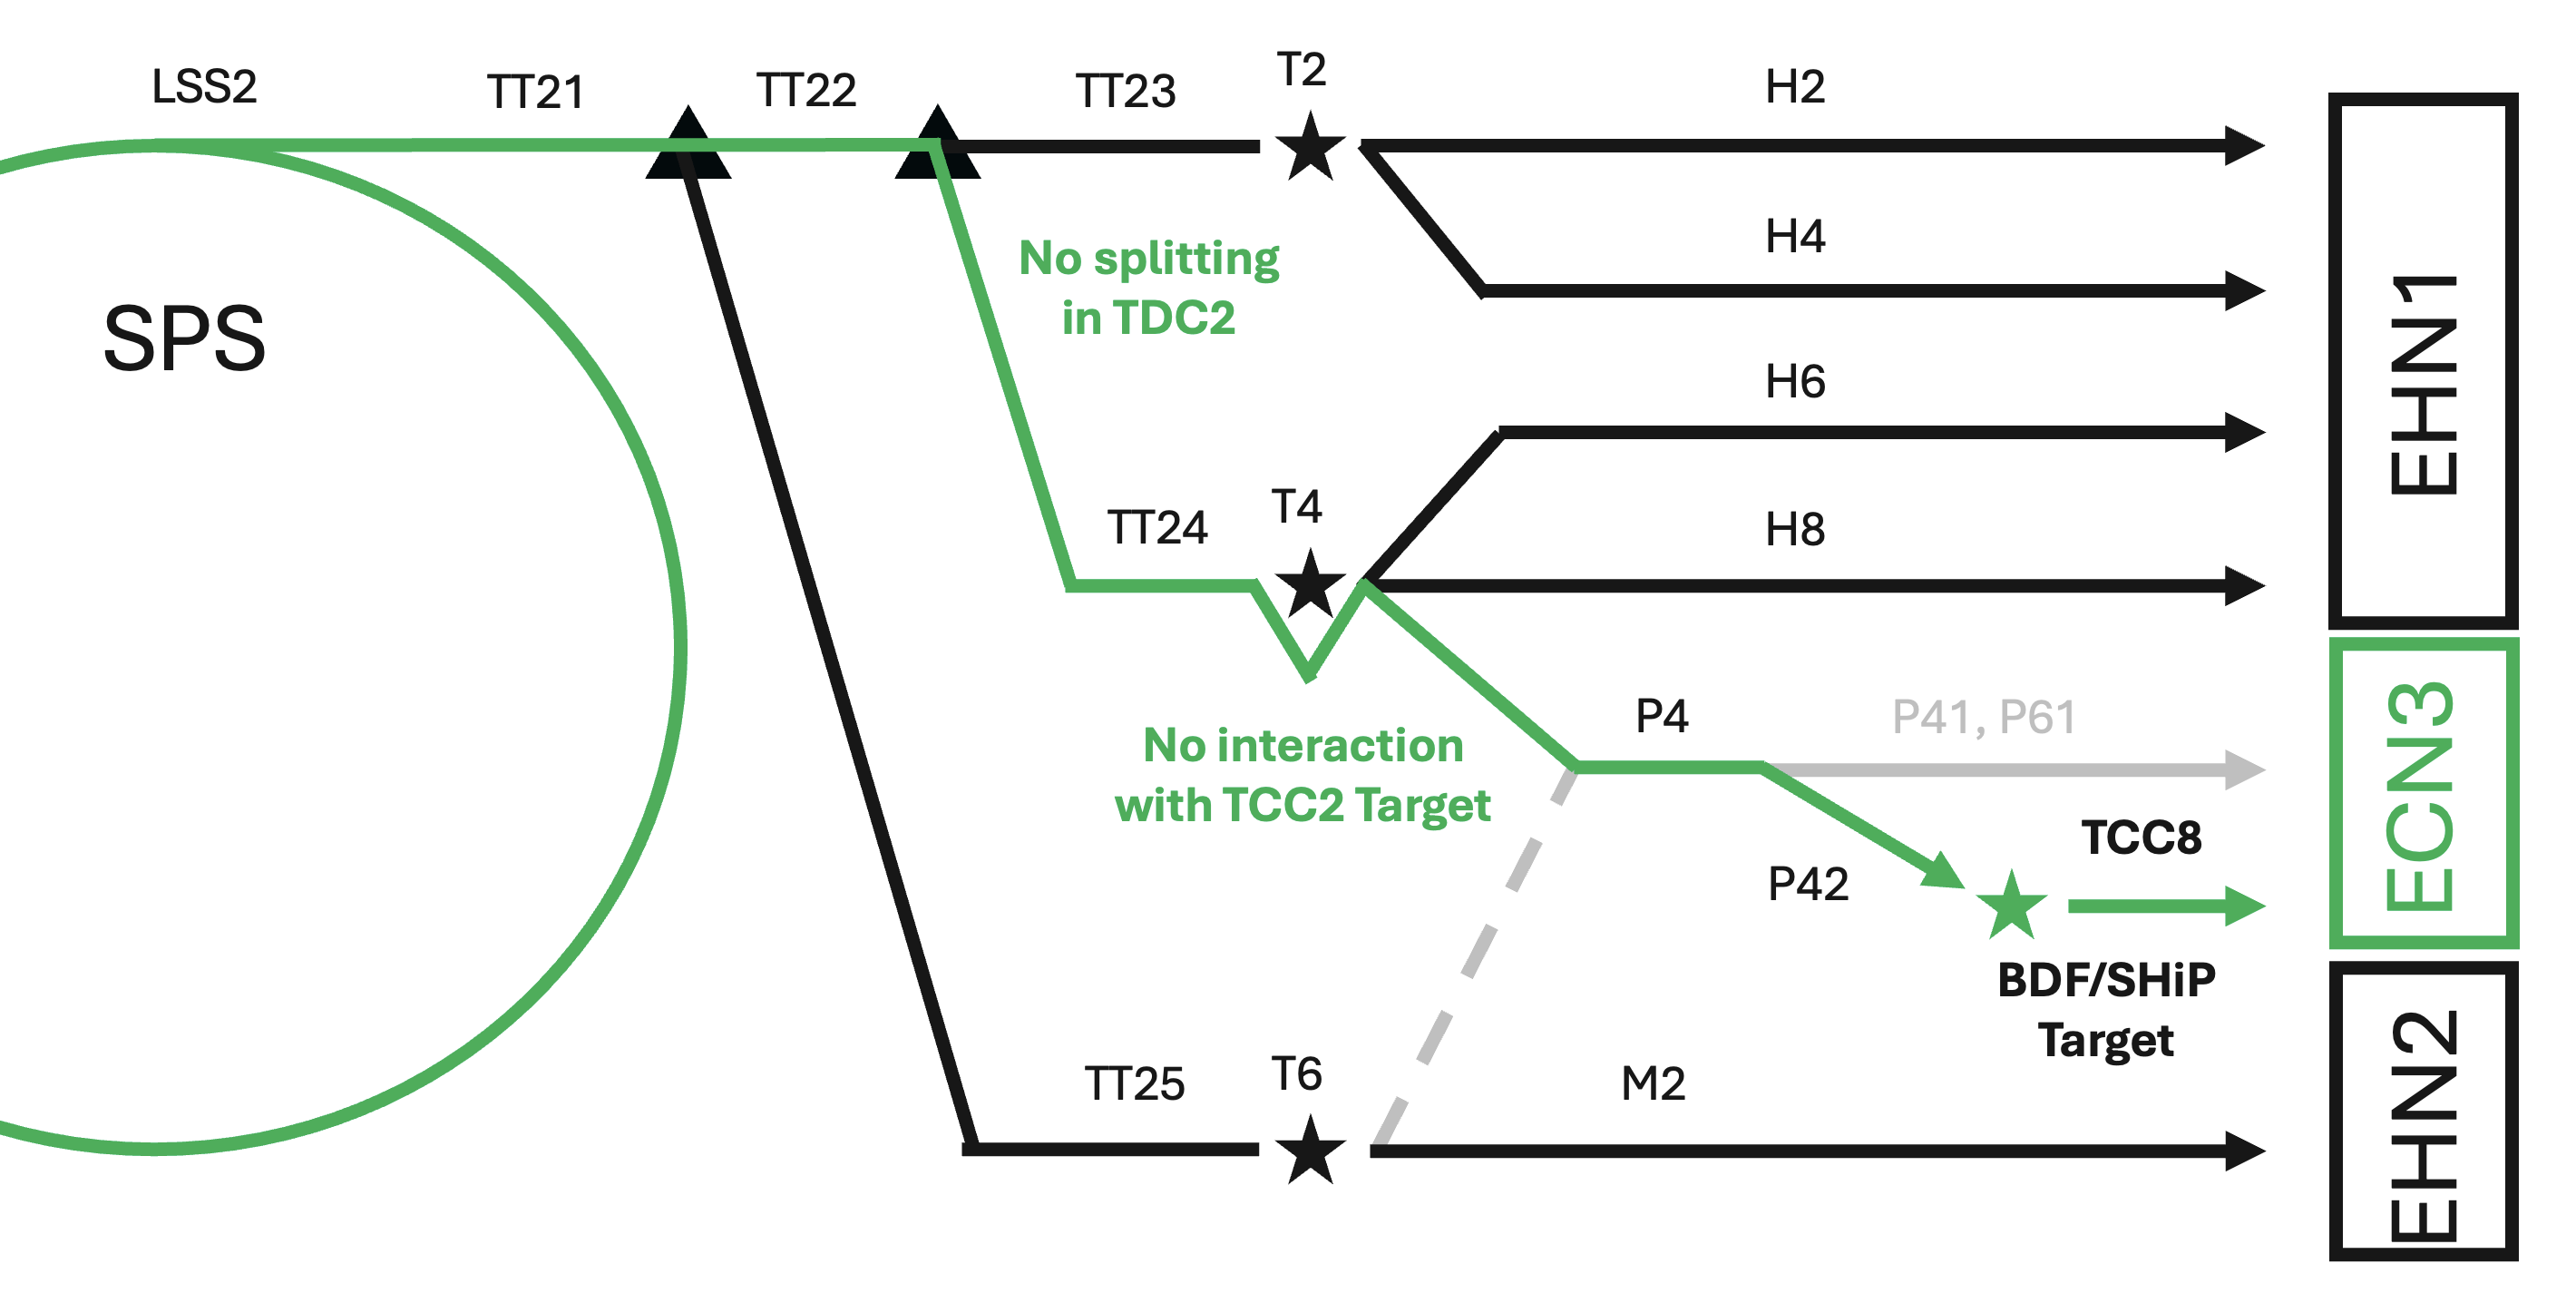 LSS2
TT21
TT22
TT23
T2
H2
H4
SPS
No splitting
in TDC2
H6
EHN1
TT24
T4
H8
P4
P41, P61
No interaction
with TCC2 Target
ECN3
TCC8
P42
BDF/SHiP
Target
TT25
T6
M2
EHN2